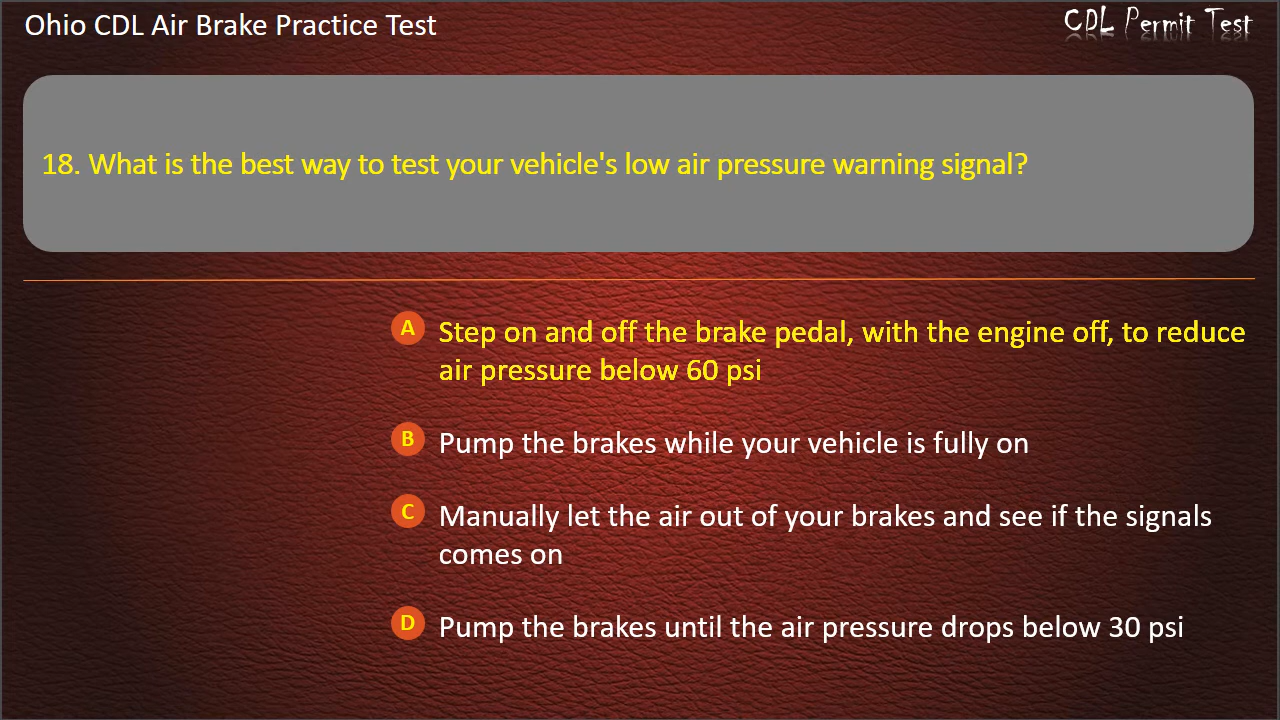 Ohio CDL Air Brake Practice Test
CDL Permit Test
18. What is the best way to test your vehicle's low air pressure warning signal?
A Step on and off the brake pedal, with the engine off, to reduce
air pressure below 60 psi
B Pump the brakes while your vehicle is fully on
C Manually let the air out of your brakes and see if the signals
comes on
D Pump the brakes until the air pressure drops below 30 psi